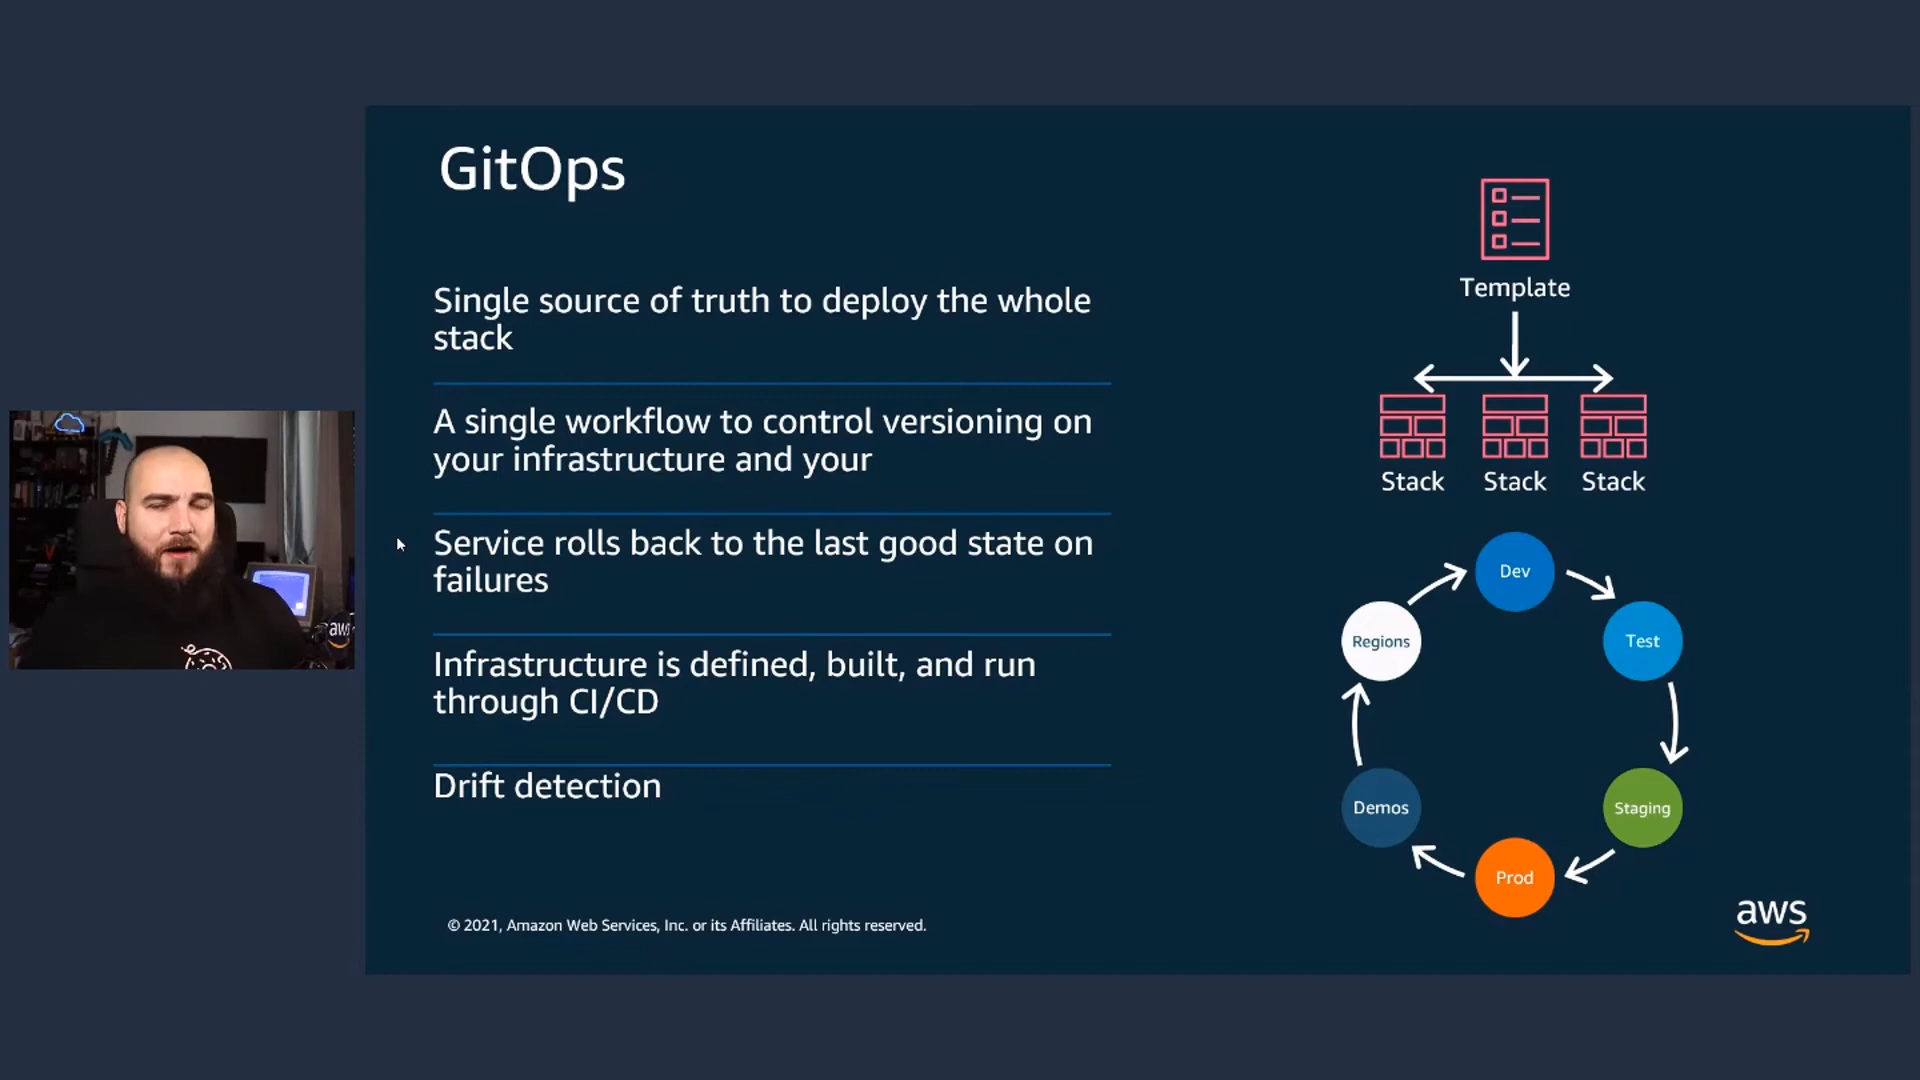 GitOps
Single source of truth to deploy the whole
stack
A single workflow to control versioning on
your infrastructure and your
Service rolls back to the last good state on
failures
Infrastructure is defined, built, and run
through CI/CD
Drift detection
© 2021, Amazon Web Services, Inc. or its Affiliates. All rights reserved.
Template
Stack Stack Stack
Dev
Regions
Test
Demos
Staging
Prod
aws
aws